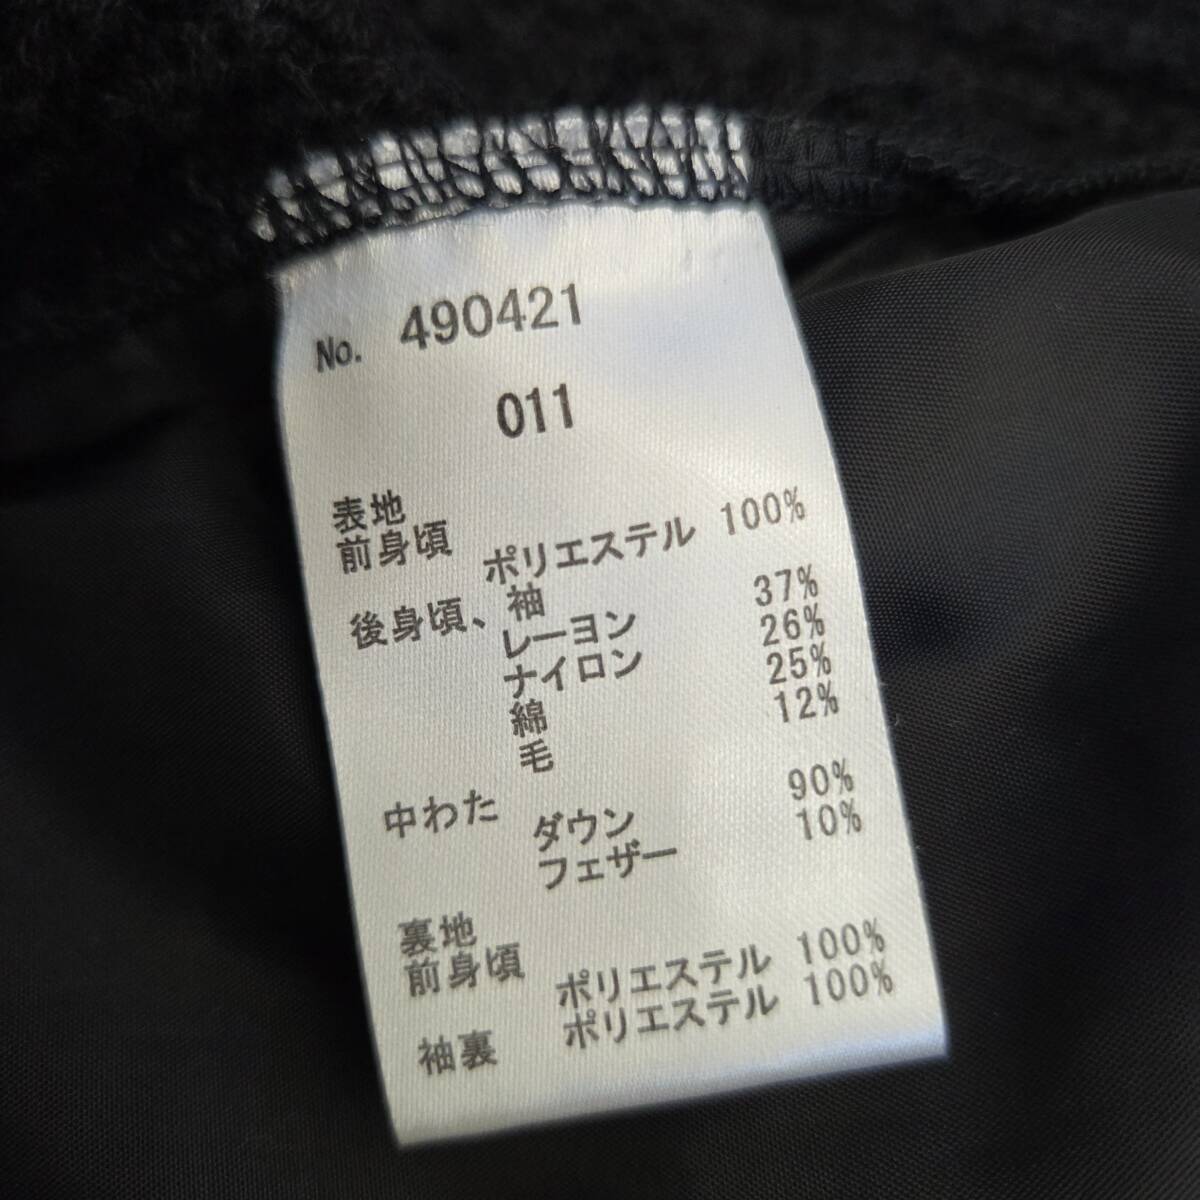 No. 490421
011
表地
前身頃
ポリエステル 100%
後身頃、袖
レーヨン 37%
ナイロン 26%
綿 25%
毛 12%
中わた
ダウン 90%
フェザー 10%
裏地
前身頃
ポリエステル 100%
袖裏 ポリエステル 100%